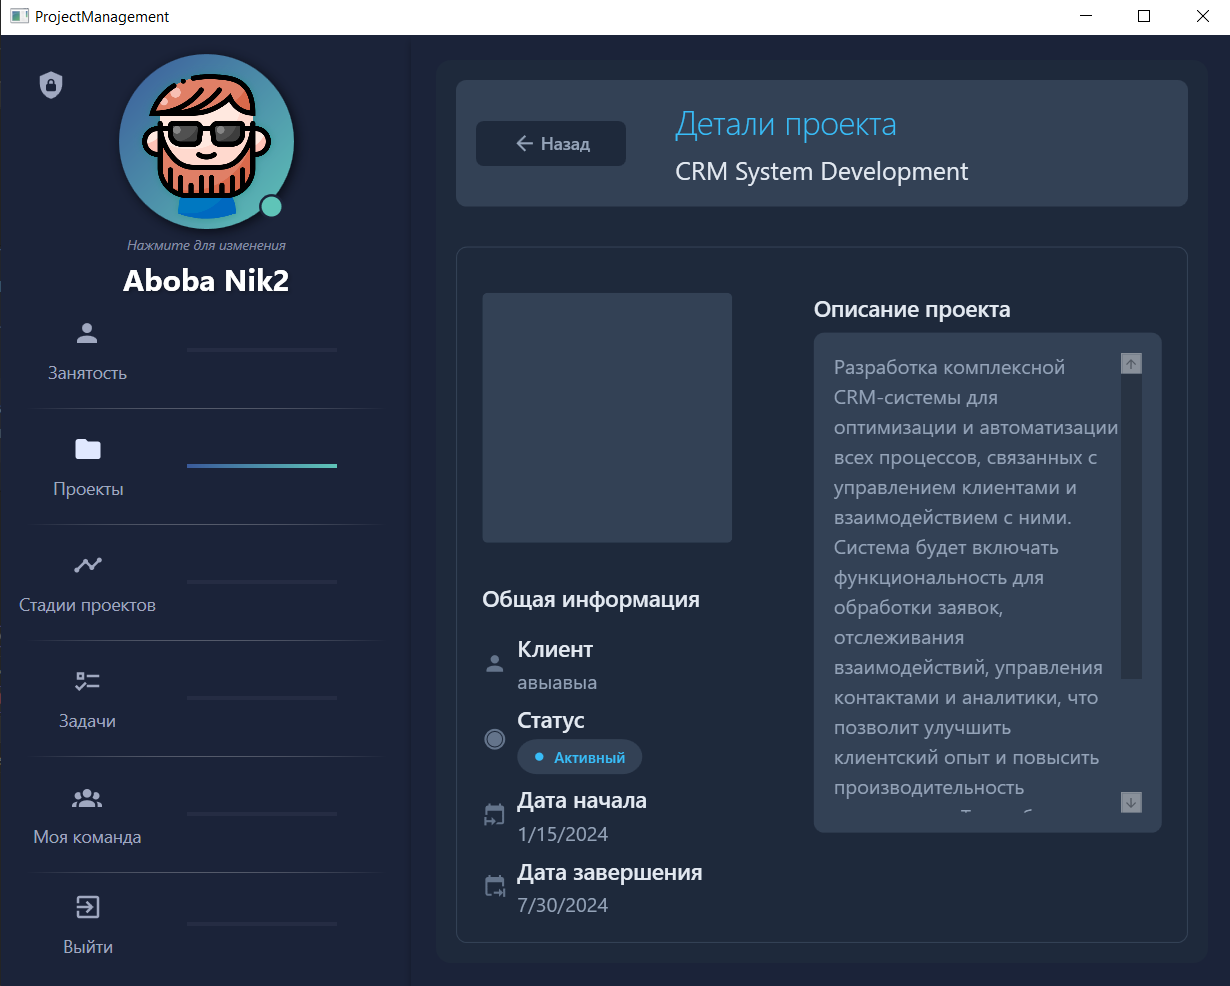 ProjectManagement
Нажмите для изменения
Aboba Nik2
Занятость
Проекты
Стадии проектов
Задачи
Моя команда
Выйти
Назад
Детали проекта
CRM System Development
Общая информация
Клиент
авыавыа
Статус
Активный
Дата начала
1/15/2024
Дата завершения
7/30/2024
Описание проекта
Разработка комплексной
CRM-системы для
оптимизации и автоматизации
всех процессов, связанных с
управлением клиентами и
взаимодействием с ними.
Система будет включать
функциональность для
обработки заявок,
отслеживания
взаимодействий, управления
контактами и аналитики, что
позволит улучшить
клиентский опыт и повысить
производительность